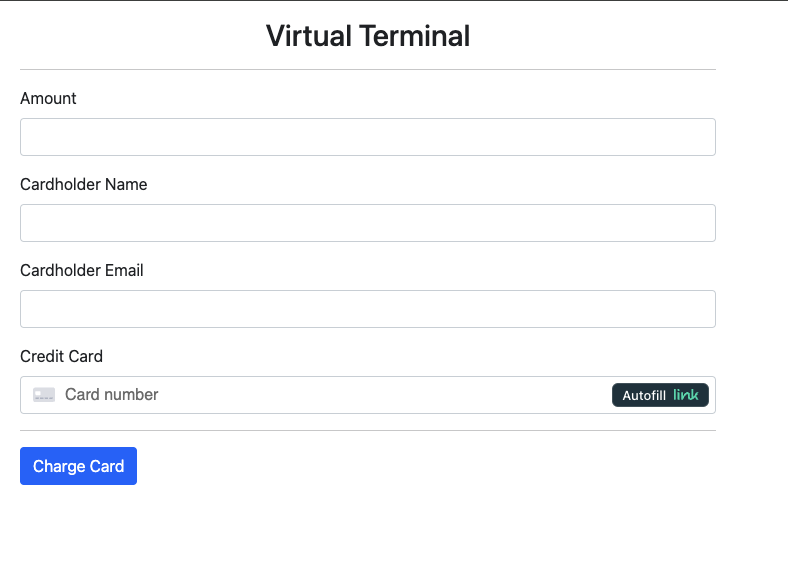 Virtual Terminal
Amount
Cardholder Name
Cardholder Email
Credit Card
Card number Autofill link
Charge Card